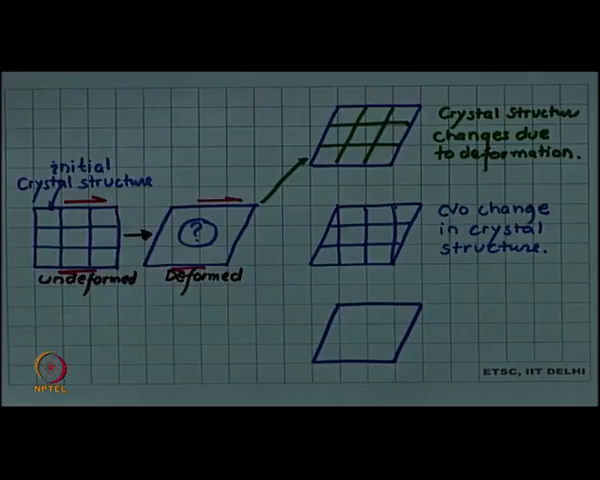 initial
Crystal structure
undeformed
?
Deformed
Crystal Structure
changes due
to deformation.
No change
in crystal
structure.
NPTEL
ETSC, IIT DELHI